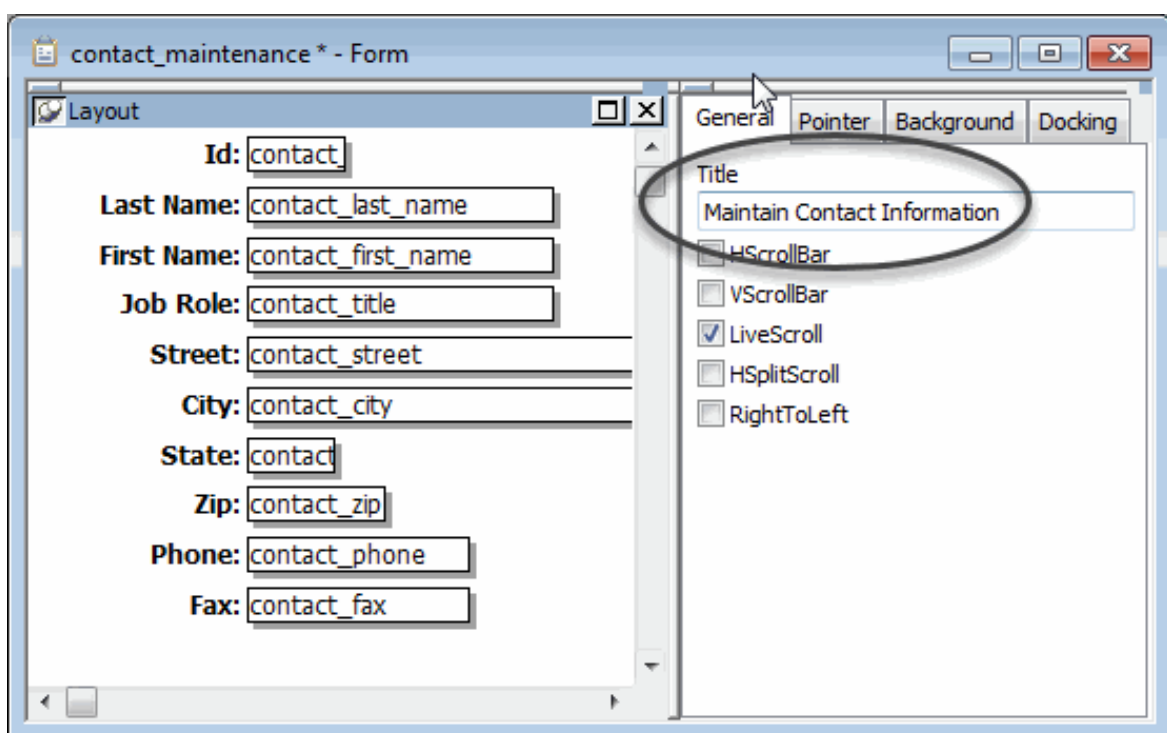 contact_maintenance * - Form
Layout
Id: contact_
Last Name: contact_last_name
First Name: contact_first_name
Job Role: contact_title
Street: contact_street
City: contact_city
State: contact
Zip: contact_zip
Phone: contact_phone
Fax: contact_fax
General Pointer Background Docking
Title
Maintain Contact Information
HScrollBar
VScrollBar
LiveScroll
HSplitScroll
RightToLeft